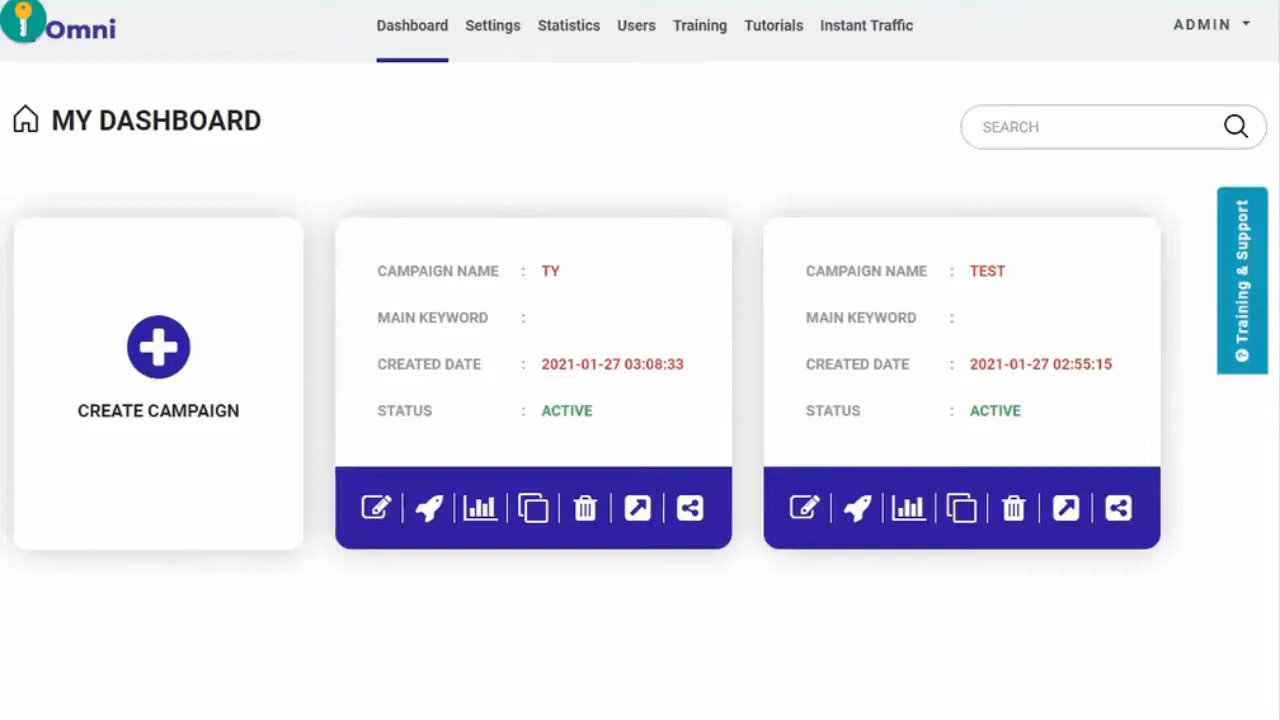 Omni
Dashboard Settings Statistics Users Training Tutorials Instant Traffic
ADMIN
MY DASHBOARD
SEARCH
CREATE CAMPAIGN
CAMPAIGN NAME : TY
MAIN KEYWORD :
CREATED DATE : 2021-01-27 03:08:33
STATUS : ACTIVE
CAMPAIGN NAME : TEST
MAIN KEYWORD :
CREATED DATE : 2021-01-27 02:55:15
STATUS : ACTIVE
? Training & Support